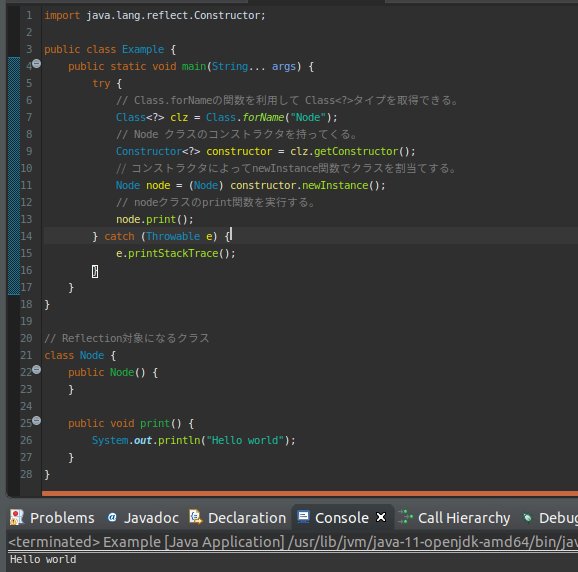 1 import java.lang.reflect.Constructor;
2
3 public class Example {
4 public static void main(String... args) {
5 try {
6 // Class.forNameの関数を利用して Class<?>タイプを取得できる。
7 Class<?> clz = Class.forName("Node");
8 // Node クラスのコンストラクタを持ってくる。
9 Constructor<?> constructor = clz.getConstructor();
10 // コンストラクタによってnewInstance関数でクラスを割当てする。
11 Node node = (Node) constructor.newInstance();
12 // nodeクラスのprint関数を実行する。
13 node.print();
14 } catch (Throwable e) {
15 e.printStackTrace();
16 }
17 }
18 }
19
20 // Reflection対象になるクラス
21 class Node {
22 public Node() {
23 }
24
25 public void print() {
26 System.out.println("Hello world");
27 }
28 }
Problems @ Javadoc Declaration Console Call Hierarchy Debug
<terminated> Example [Java Application] /usr/lib/jvm/java-11-openjdk-amd64/bin/jav
Hello world